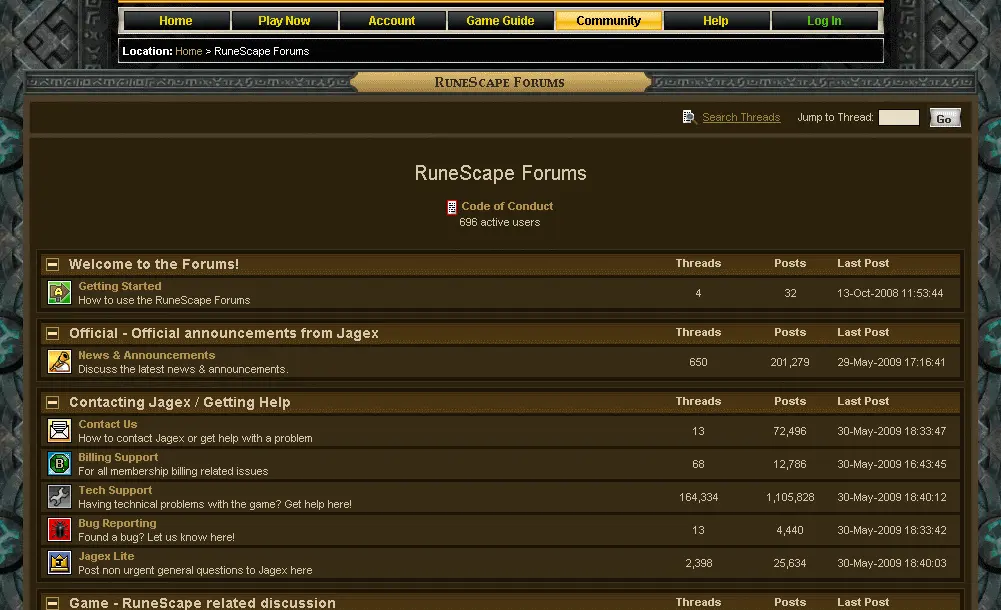 Home Play Now Account Game Guide Community Help Log In
Location: Home > RuneScape Forums
RuneScape Forums
Search Threads Jump to Thread: Go
RuneScape Forums
Code of Conduct
696 active users
Welcome to the Forums! Threads Posts Last Post
Getting Started
How to use the RuneScape Forums 4 32 13-Oct-2008 11:53:44
Official - Official announcements from Jagex Threads Posts Last Post
News & Announcements
Discuss the latest news & announcements. 650 201,279 29-May-2009 17:16:41
Contacting Jagex / Getting Help Threads Posts Last Post
Contact Us
How to contact Jagex or get help with a problem 13 72,496 30-May-2009 18:33:47
Billing Support
For all membership billing related issues 68 12,786 30-May-2009 16:43:45
Tech Support
Having technical problems with the game? Get help here! 164,334 1,105,828 30-May-2009 18:40:12
Bug Reporting
Found a bug? Let us know here! 13 4,440 30-May-2009 18:33:42
Jagex Lite
Post non urgent general questions to Jagex here 2,398 25,634 30-May-2009 18:40:03
Game - RuneScape related discussion Threads Posts Last Post